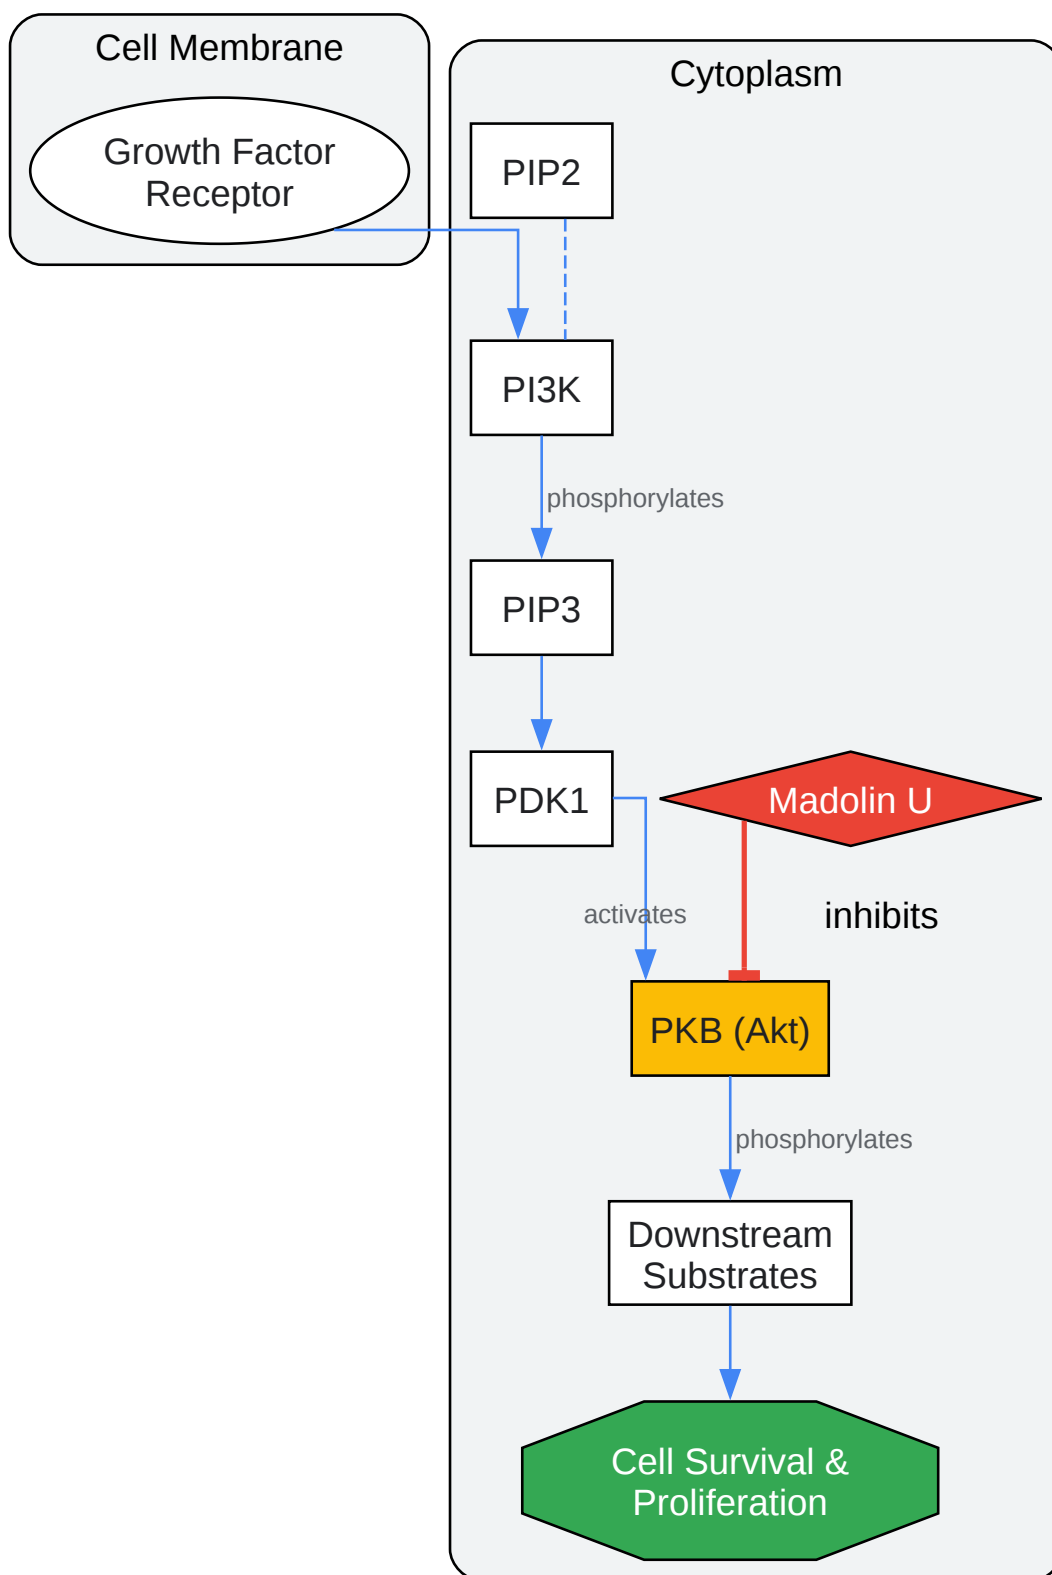 Cell Membrane
Growth Factor
Receptor
Cytoplasm
PIP2
PI3K
phosphorylates
PIP3
PDK1
Madolin U
activates
inhibits
PKB (Akt)
phosphorylates
Downstream
Substrates
Cell Survival &
Proliferation